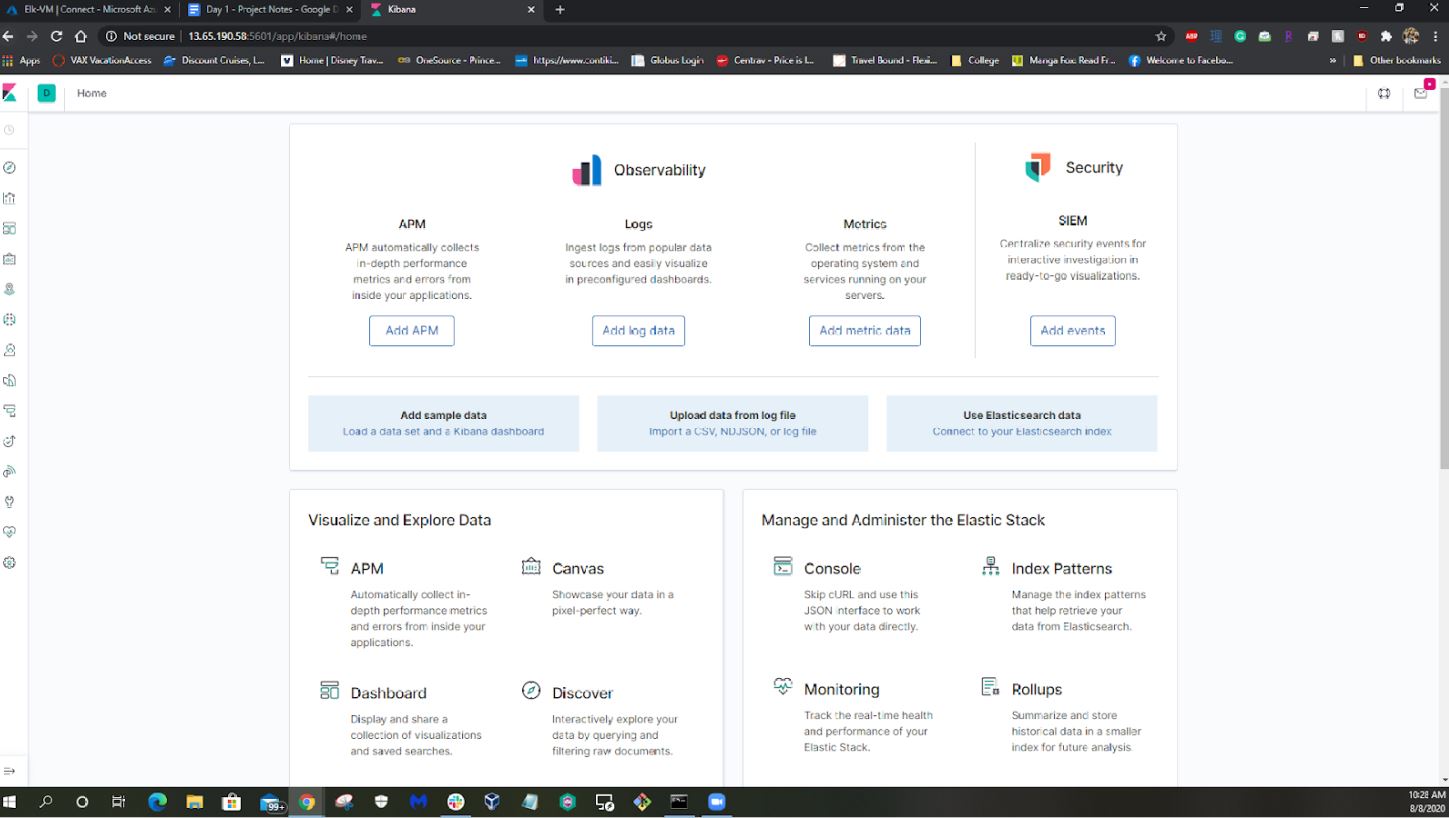 Elk-VM | Connect - Microsoft Az
Day 1 - Project Notes - Google D
Kibana
Not secure | 13.65.190.58:5601/app/kibana#/home
Apps
VAX VacationAccess
Discount Cruises, L...
Home | Disney Trav...
OneSource - Prince...
https://www.contiki...
Globus Login
Centrav - Price is L...
Travel Bound - Flexi...
College
Manga Fox: Read Fr...
Welcome to Facebo...
»
Other bookmarks
D
Home
Observability
Security
APM
APM automatically collects
in-depth performance
metrics and errors from
inside your applications.
Add APM
Logs
Ingest logs from popular data
sources and easily visualize
in preconfigured dashboards.
Add log data
Metrics
Collect metrics from the
operating system and
services running on your
servers.
Add metric data
SIEM
Centralize security events for
interactive investigation in
ready-to-go visualizations.
Add events
Add sample data
Load a data set and a Kibana dashboard
Upload data from log file
Import a CSV, NDJSON, or log file
Use Elasticsearch data
Connect to your Elasticsearch index
Visualize and Explore Data
APM
Automatically collect in-
depth performance metrics
and errors from inside your
applications.
Canvas
Showcase your data in a
pixel-perfect way.
Dashboard
Display and share a
collection of visualizations
and saved searches.
Discover
Interactively explore your
data by querying and
filtering raw documents.
Manage and Administer the Elastic Stack
Console
Skip cURL and use this
JSON interface to work
with your data directly.
Index Patterns
Manage the index patterns
that help retrieve your
data from Elasticsearch.
Monitoring
Track the real-time health
and performance of your
Elastic Stack.
Rollups
Summarize and store
historical data in a smaller
index for future analysis
99+
10:28 AM
8/8/2020